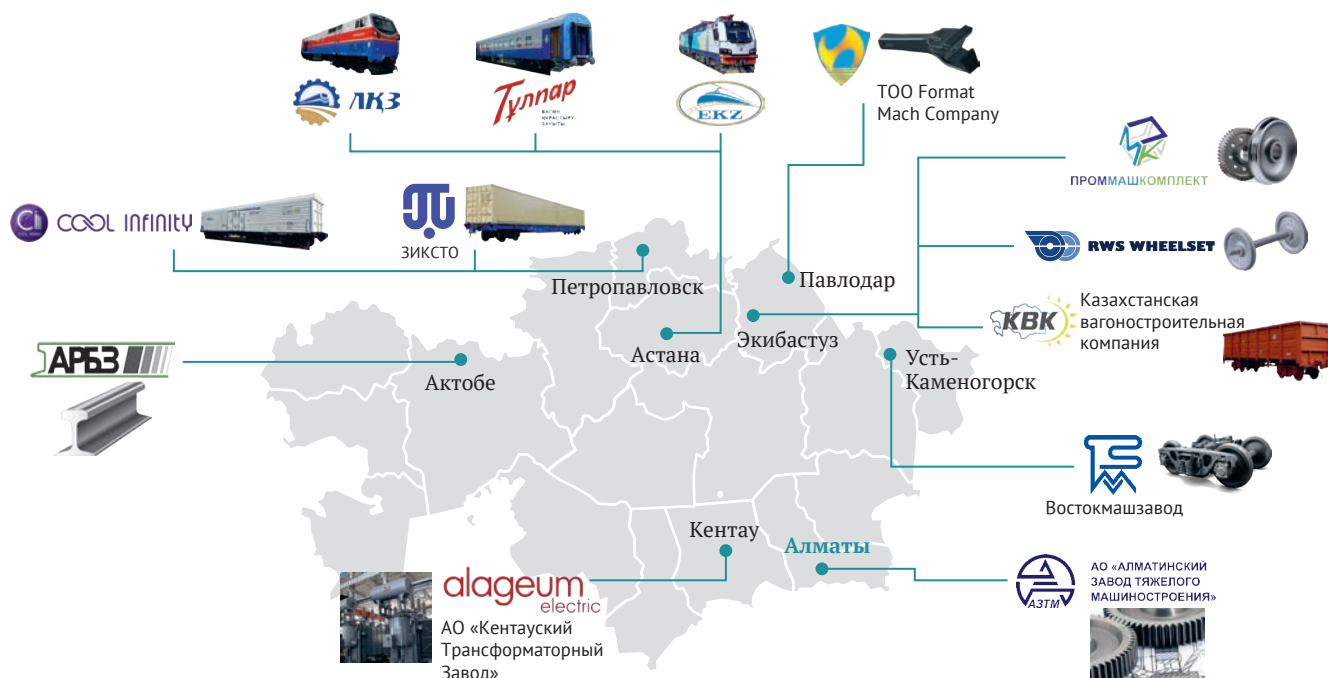 ЛҚЗ
Тұлпар
ВАГОН
ҚҰРАСТЫРУ
ЗАУЫТЫ
EKZ
ТОО Format
Mach Company
ПРОММАШКОМПЛЕКТ
Ci
COOL INFINITY
ЗИКСТО
RWS WHEELSET
Петропавловск
Павлодар
КВК
Казахстанская
вагоностроительная
компания
Астана
Экибастуз
Усть-
Каменогорск
АРБЗ
Актобе
Востокмашзавод
Кентау
Алматы
alageum
electric
АО «Кентауский
Трансформаторный
Завод»
АЗТМ
АО «АЛМАТИНСКИЙ
ЗАВОД ТЯЖЕЛОГО
МАШИНОСТРОЕНИЯ»